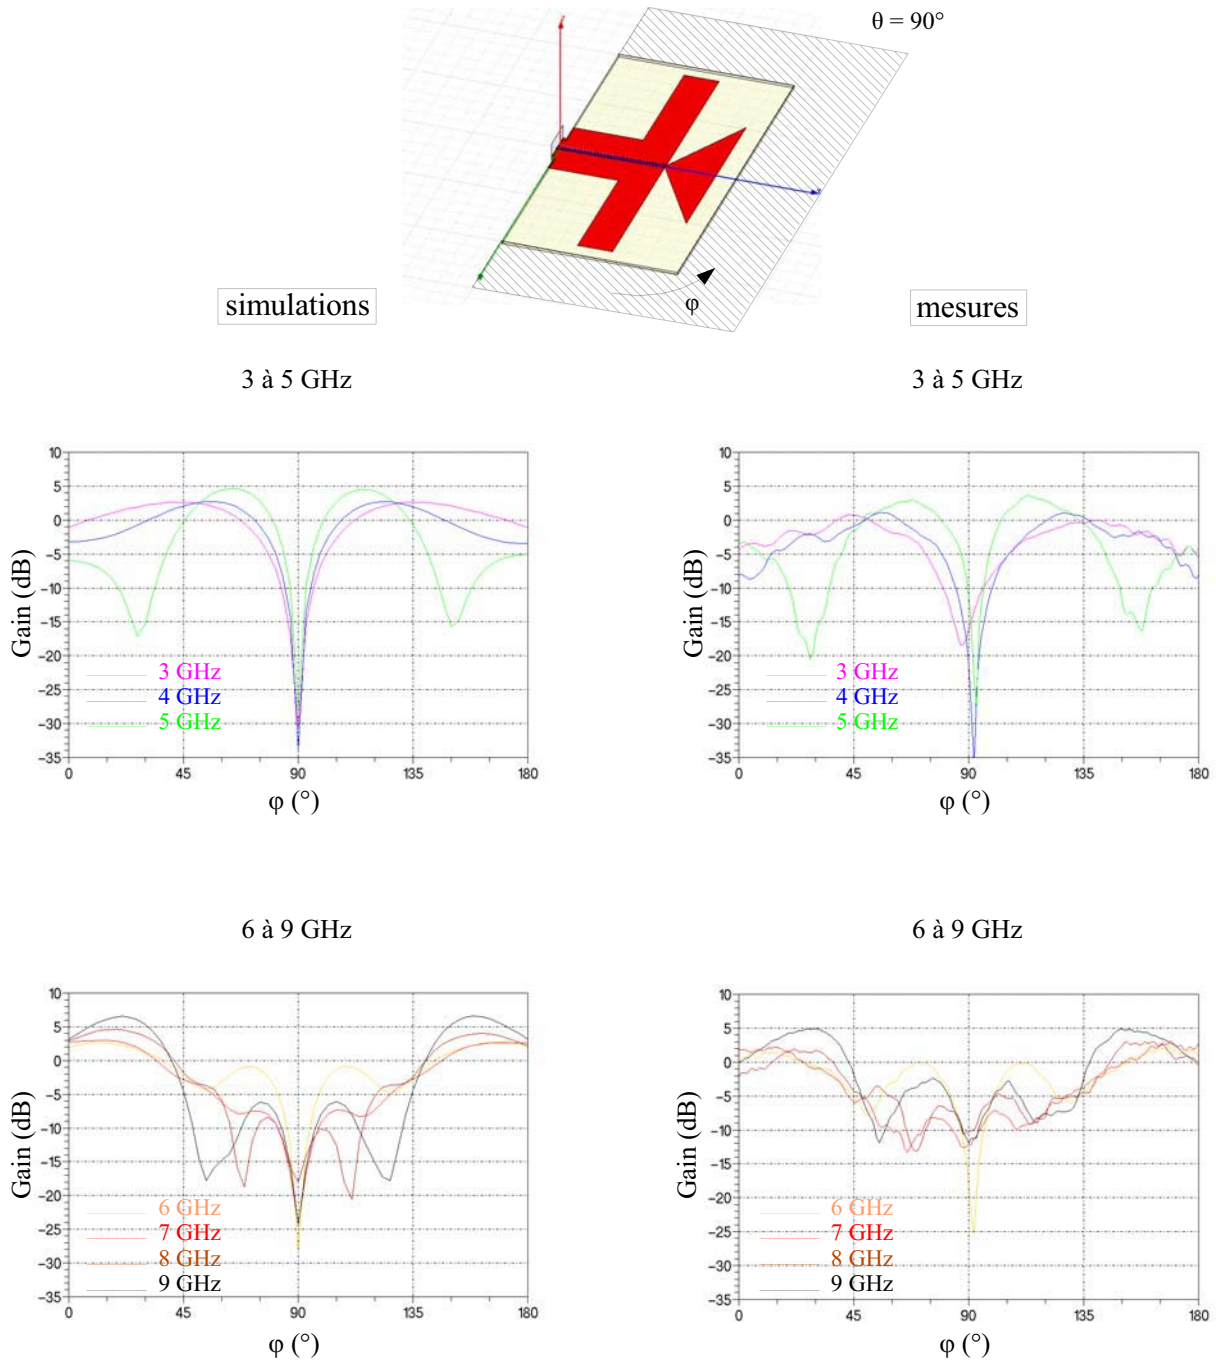 θ = 90°
φ
simulations
mesures
3 à 5 GHz
3 à 5 GHz
10
5
0
−5
−10
−15
−20
−25
−30
−35
Gain (dB)
3 GHz
4 GHz
5 GHz
0
45
90
135
180
φ (°)
10
5
0
−5
−10
−15
−20
−25
−30
−35
Gain (dB)
3 GHz
4 GHz
5 GHz
0
45
90
135
180
φ (°)
6 à 9 GHz
6 à 9 GHz
10
5
0
−5
−10
−15
−20
−25
−30
−35
Gain (dB)
6 GHz
7 GHz
8 GHz
9 GHz
0
45
90
135
180
φ (°)
10
5
0
−5
−10
−15
−20
−25
−30
−35
Gain (dB)
6 GHz
7 GHz
8 GHz
9 GHz
0
45
90
135
180
φ (°)